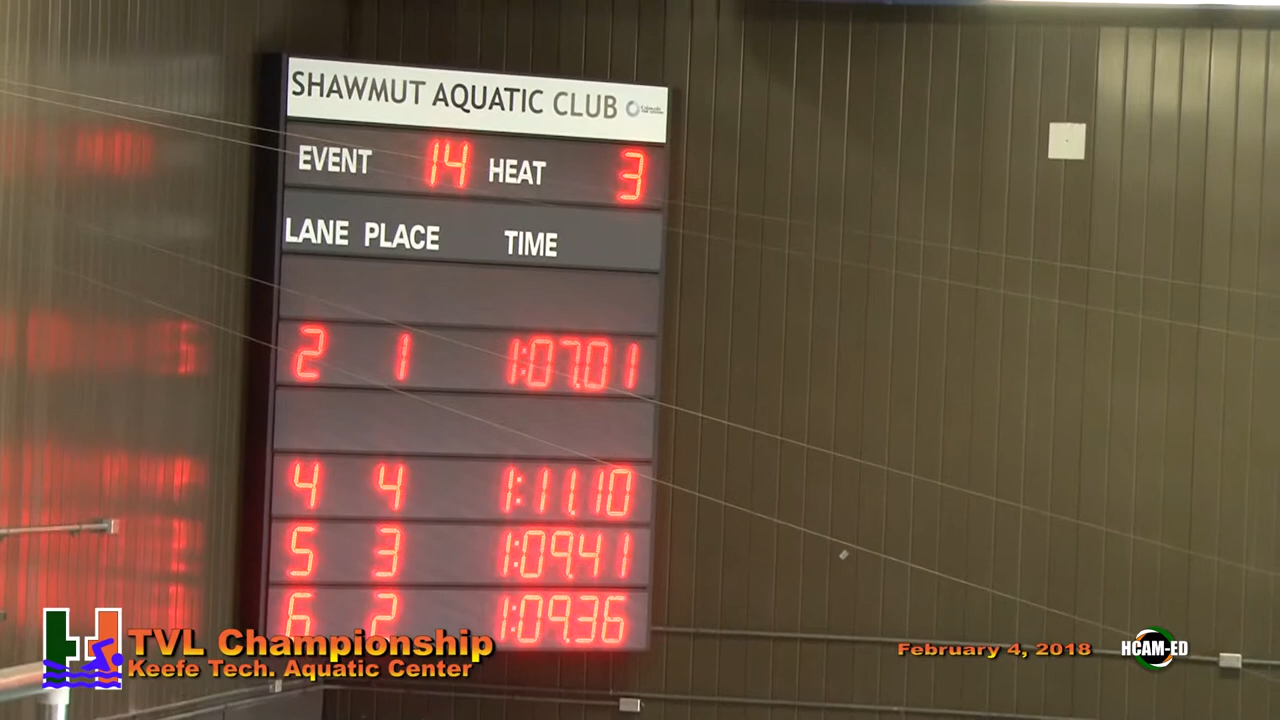 SHAWMUT AQUATIC CLUB
EVENT 14 HEAT 3
LANE PLACE TIME
2 1 1:07.01
4 4 1:11.10
5 3 1:09.41
6 2 1:09.36
TVL Championship
Keefe Tech. Aquatic Center
February 4, 2018
HCAM-ED